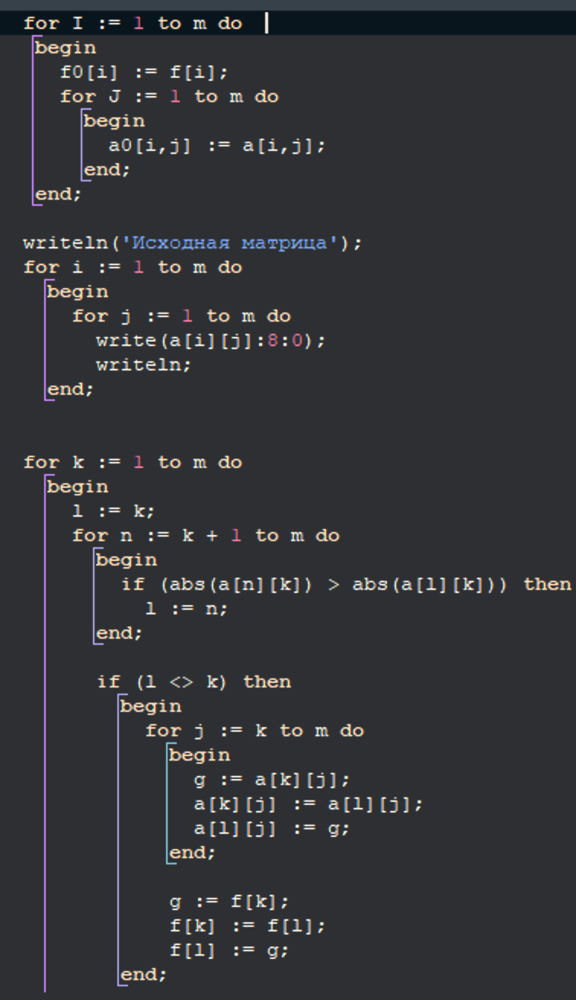 for I := 1 to m do
begin
f0[i] := f[i];
for J := 1 to m do
begin
a0[i,j] := a[i,j];
end;
end;
writeln('Исходная матрица');
for i := 1 to m do
begin
for j := 1 to m do
write(a[i][j]:8:0);
writeln;
end;
for k := 1 to m do
begin
l := k;
for n := k + 1 to m do
begin
if (abs(a[n][k]) > abs(a[l][k])) then
l := n;
end;
if (l <> k) then
begin
for j := k to m do
begin
g := a[k][j];
a[k][j] := a[l][j];
a[l][j] := g;
end;
g := f[k];
f[k] := f[l];
f[l] := g;
end;